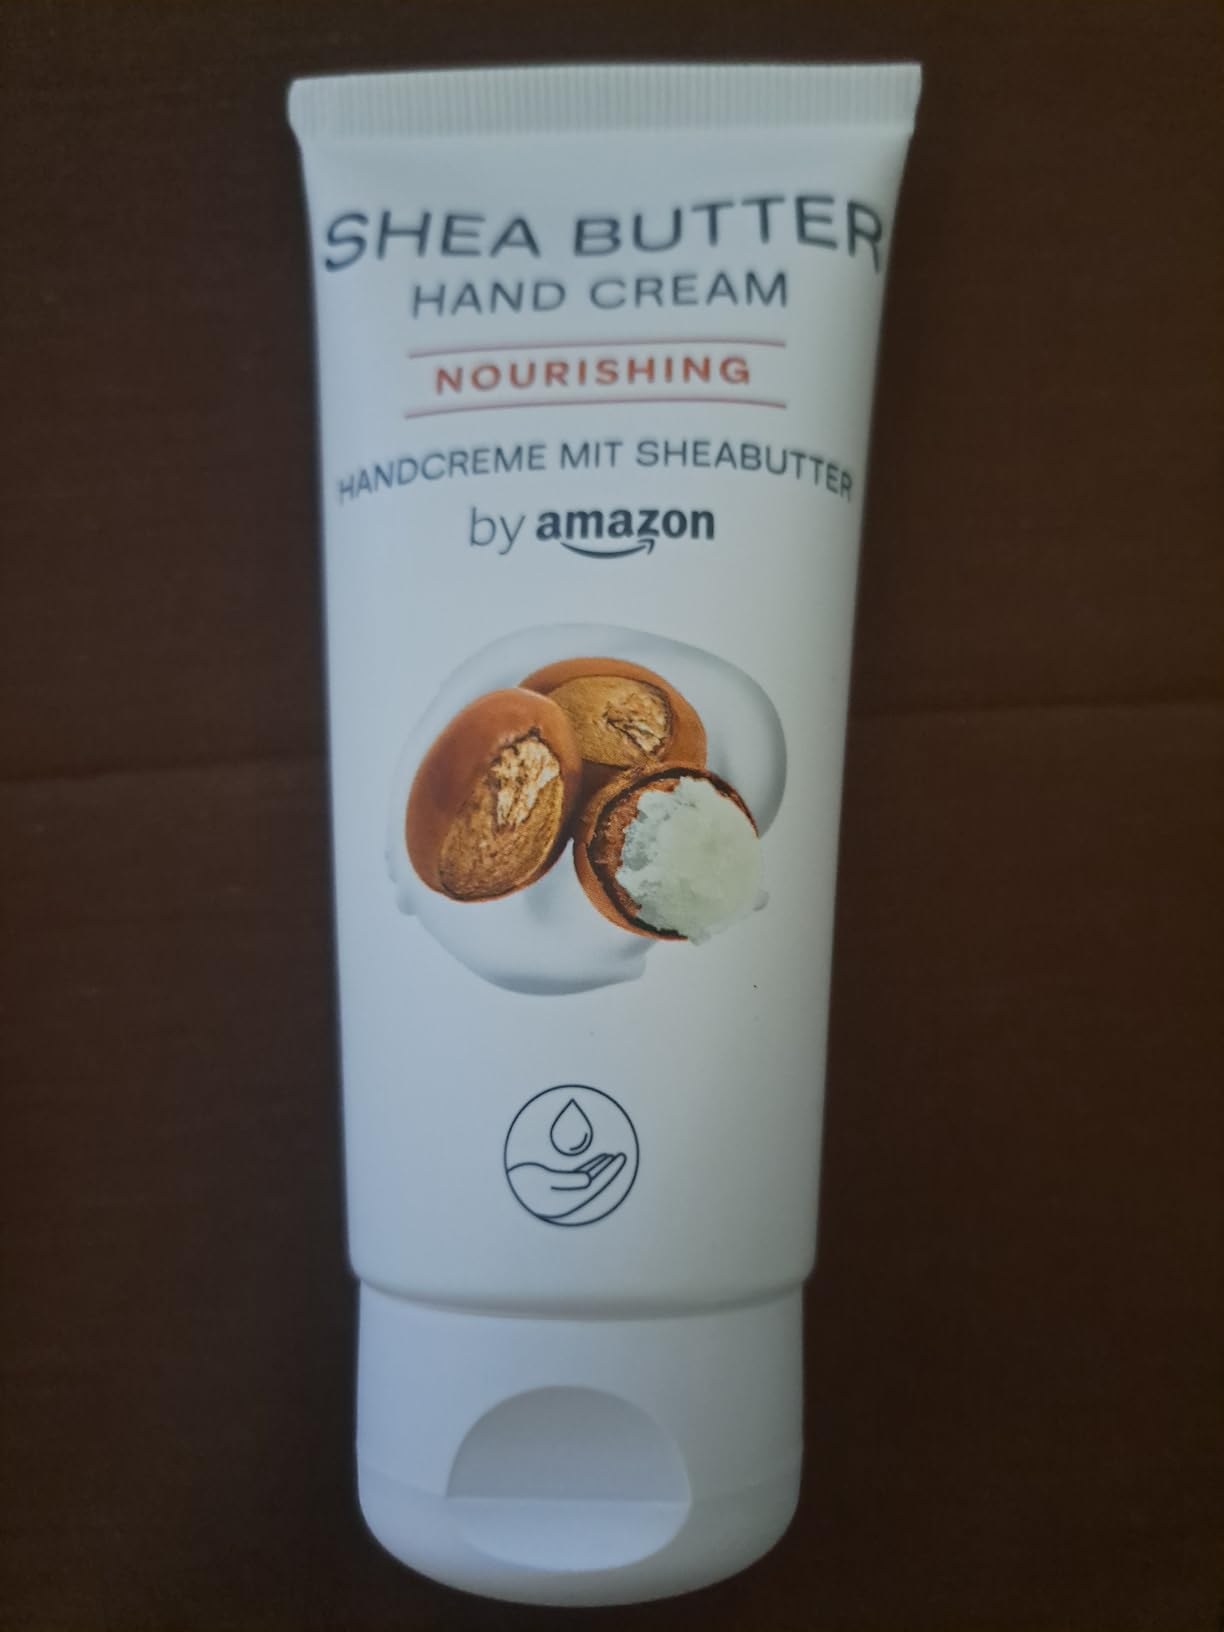 SHEA BUTTER
HAND CREAM
NOURISHING
HANDCREME MIT SHEABUTTER
by amazon